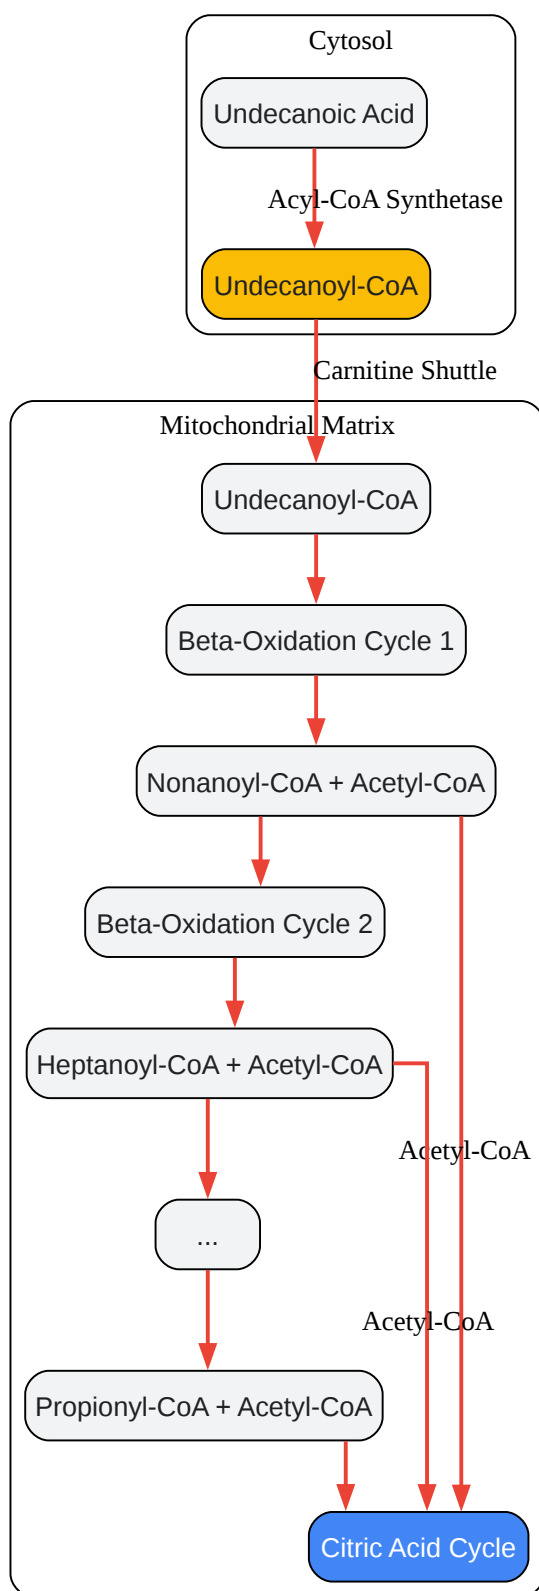 Cytosol
Undecanoic Acid
Acyl-CoA Synthetase
Undecanoyl-CoA
Carnitine Shuttle
Mitochondrial Matrix
Undecanoyl-CoA
Beta-Oxidation Cycle 1
Nonanoyl-CoA + Acetyl-CoA
Beta-Oxidation Cycle 2
Heptanoyl-CoA + Acetyl-CoA
Acetyl-CoA
...
Acetyl-CoA
Propionyl-CoA + Acetyl-CoA
Citric Acid Cycle